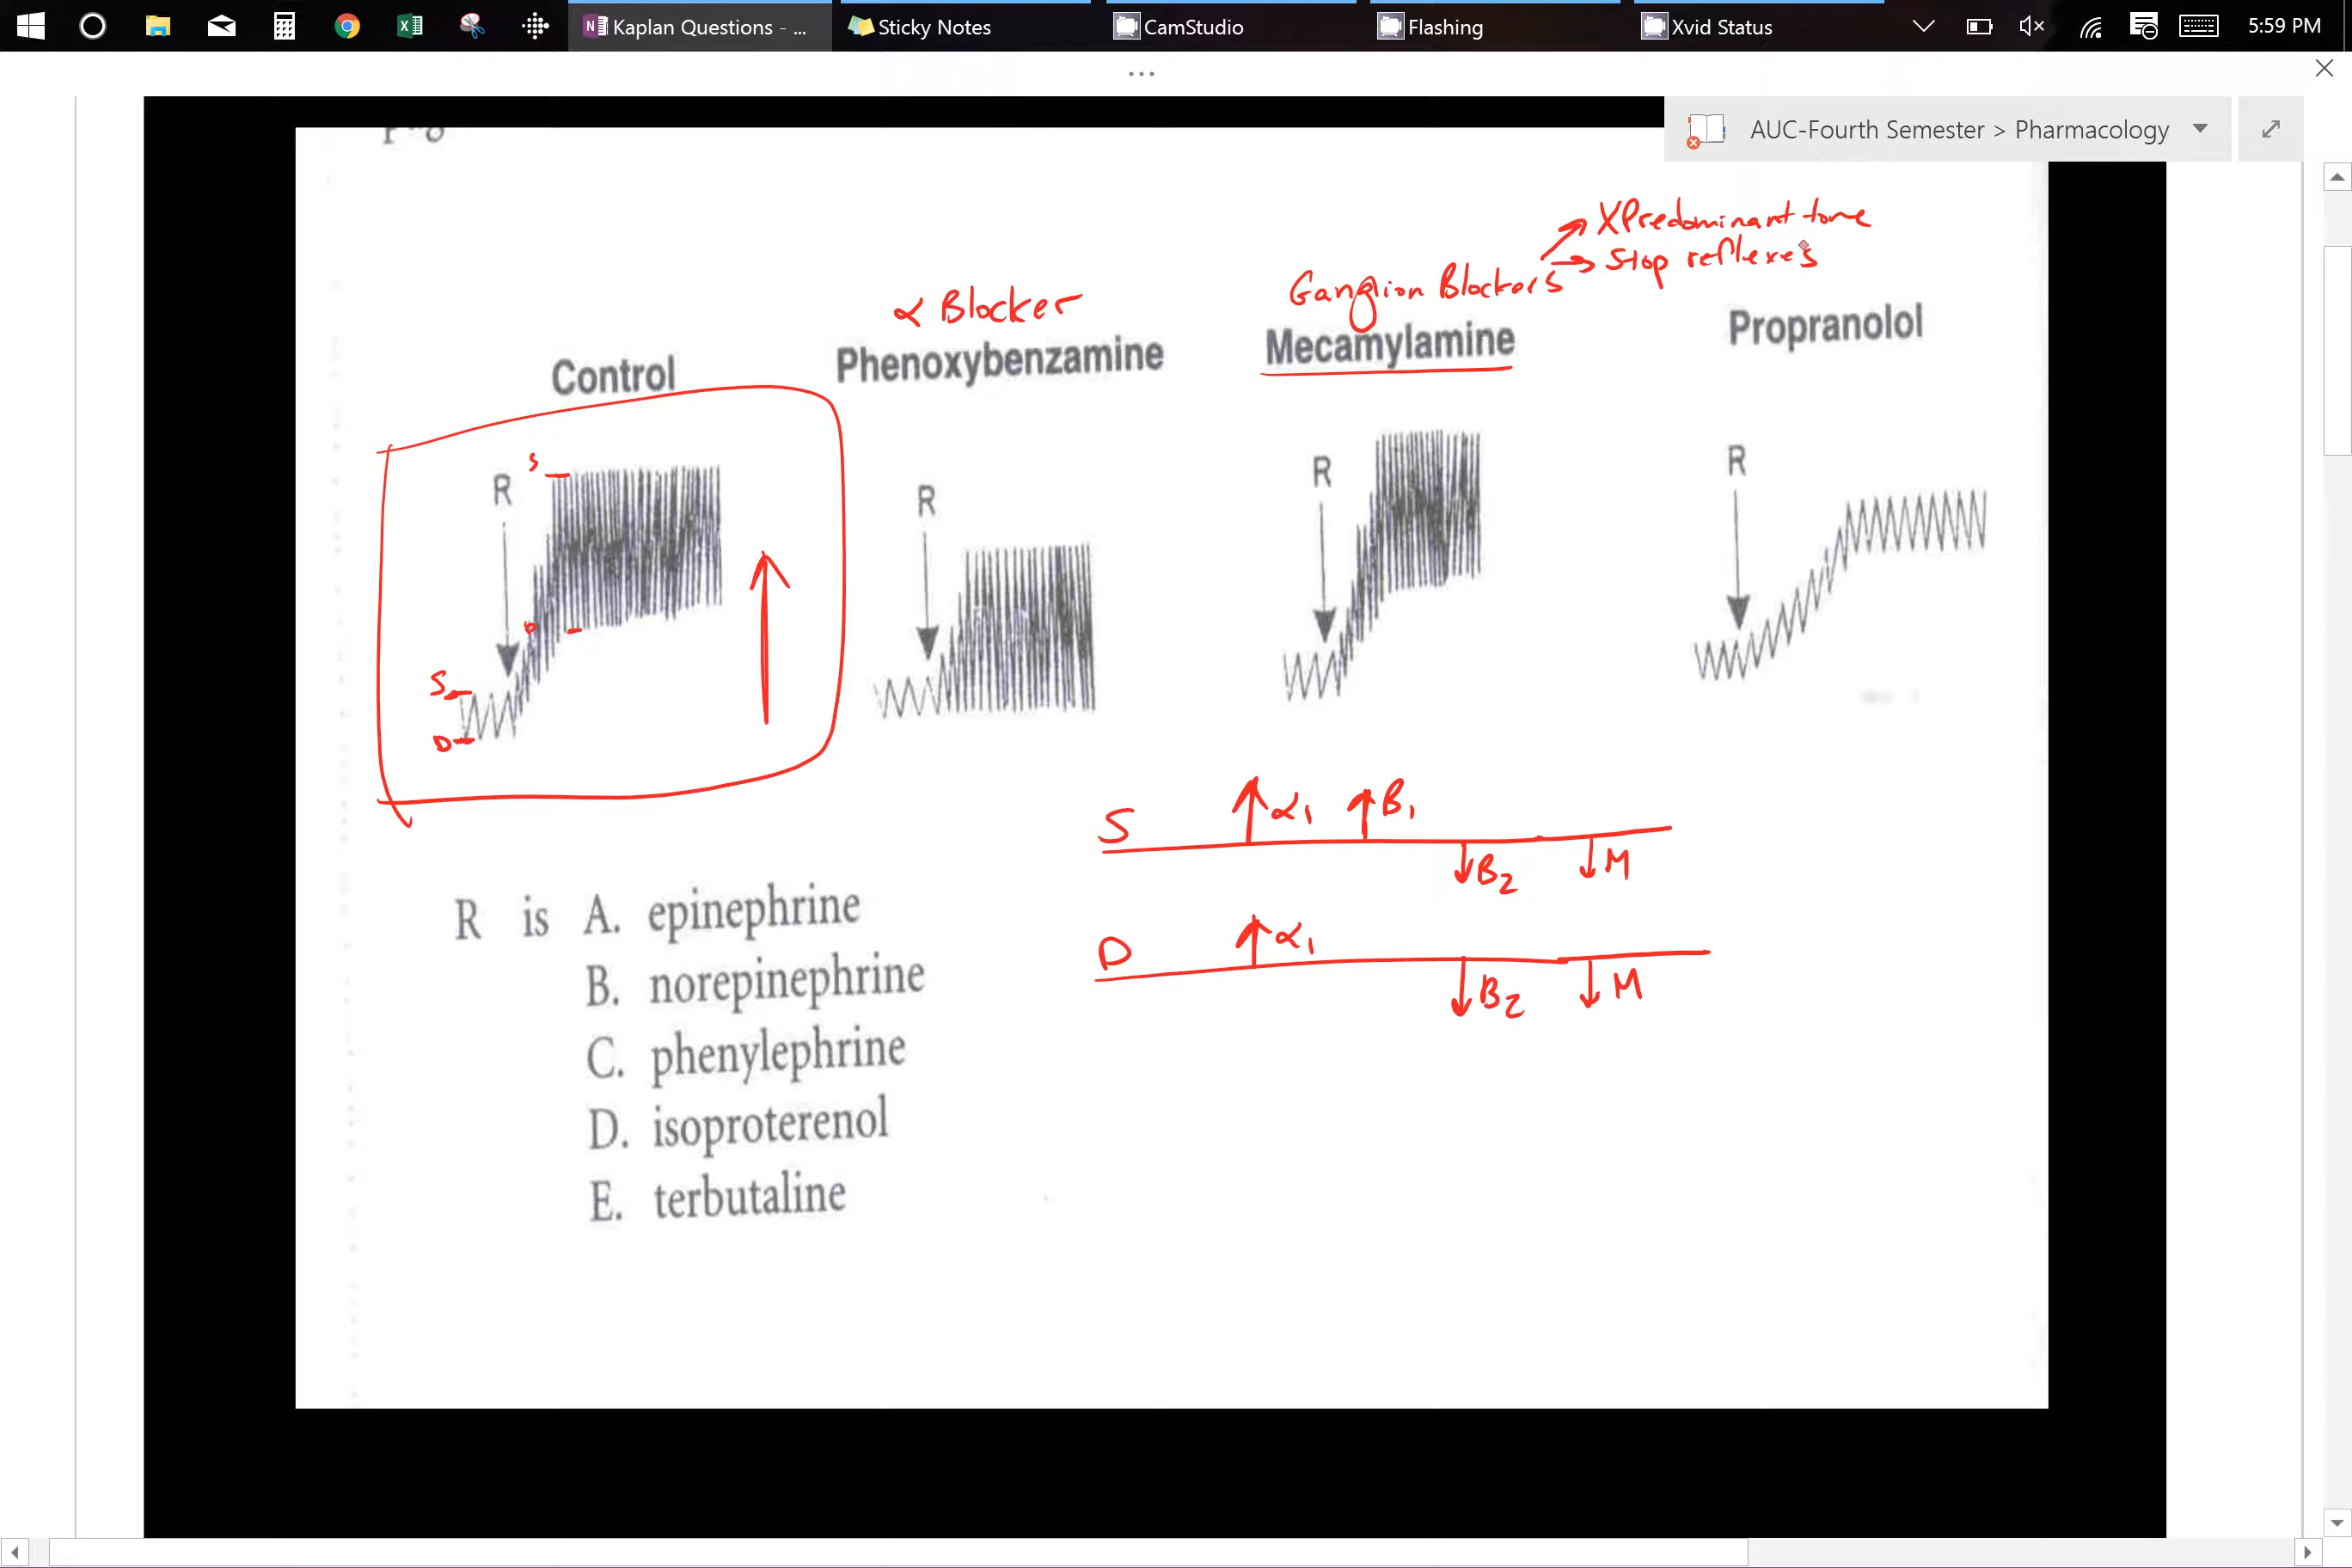 Kaplan Questions - ...
Sticky Notes
CamStudio
Flashing
Xvid Status
5:59 PM
...
AUC-Fourth Semester > Pharmacology
XPredominant tone
Stop reflexes
Ganglion Blockers
α Blocker
Control
Phenoxybenzamine
Mecamylamine
Propranolol
R
R
R
R
S
D
S
D
S α1 B1 B2 M
D α1 B2 M
R is A. epinephrine
B. norepinephrine
C. phenylephrine
D. isoproterenol
E. terbutaline